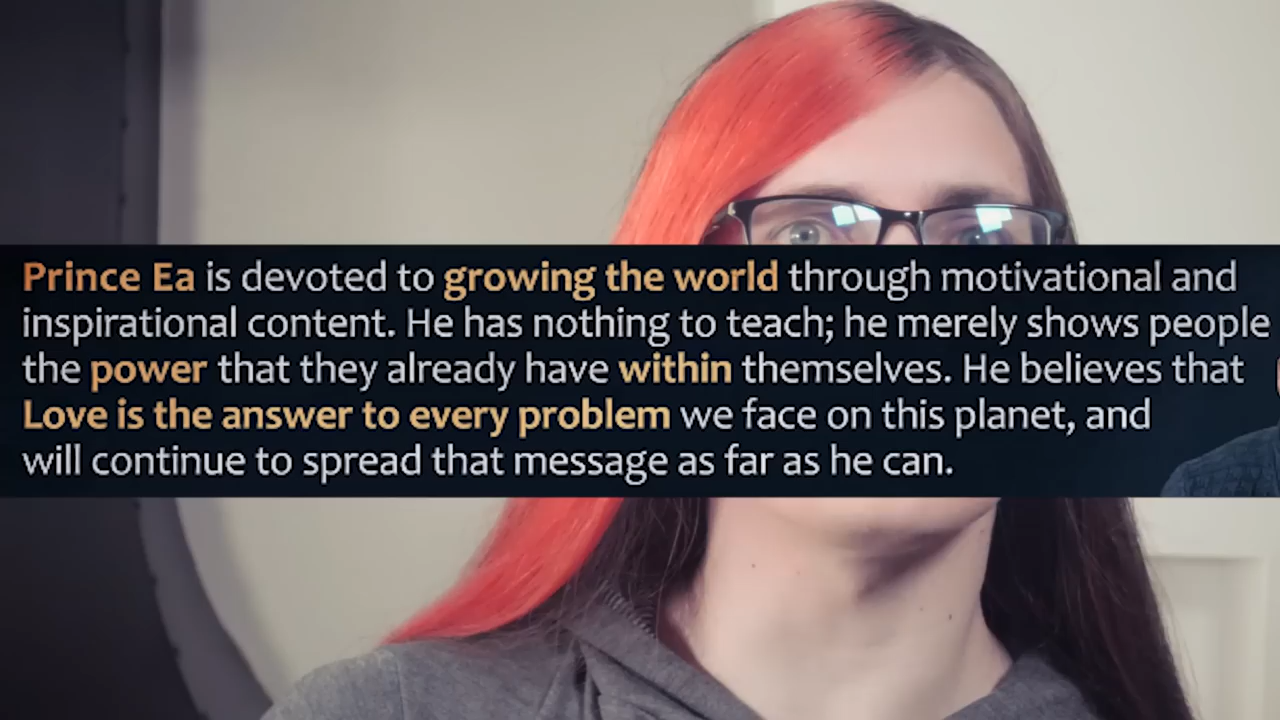 Prince Ea is devoted to growing the world through motivational and
inspirational content. He has nothing to teach; he merely shows people
the power that they already have within themselves. He believes that
Love is the answer to every problem we face on this planet, and
will continue to spread that message as far as he can.